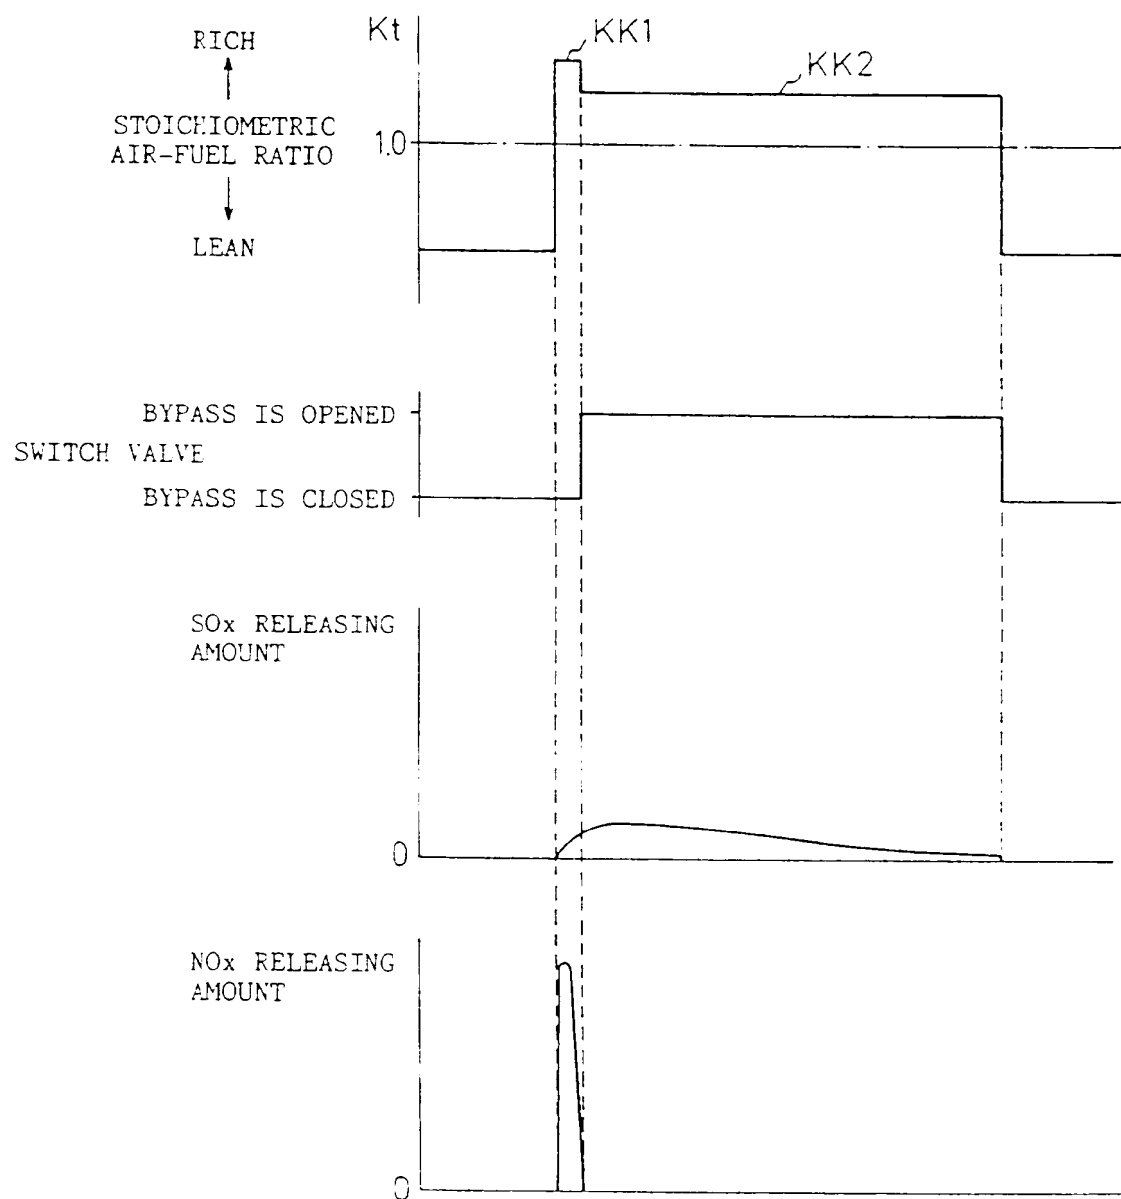 Kt
KK1
RICH
KK2
STOICHIOMETRIC
AIR-FUEL RATIO
1.0
LEAN
BYPASS IS OPENED
SWITCH VALVE
BYPASS IS CLOSED
SOx RELEASING
AMOUNT
0
NOx RELEASING
AMOUNT
0